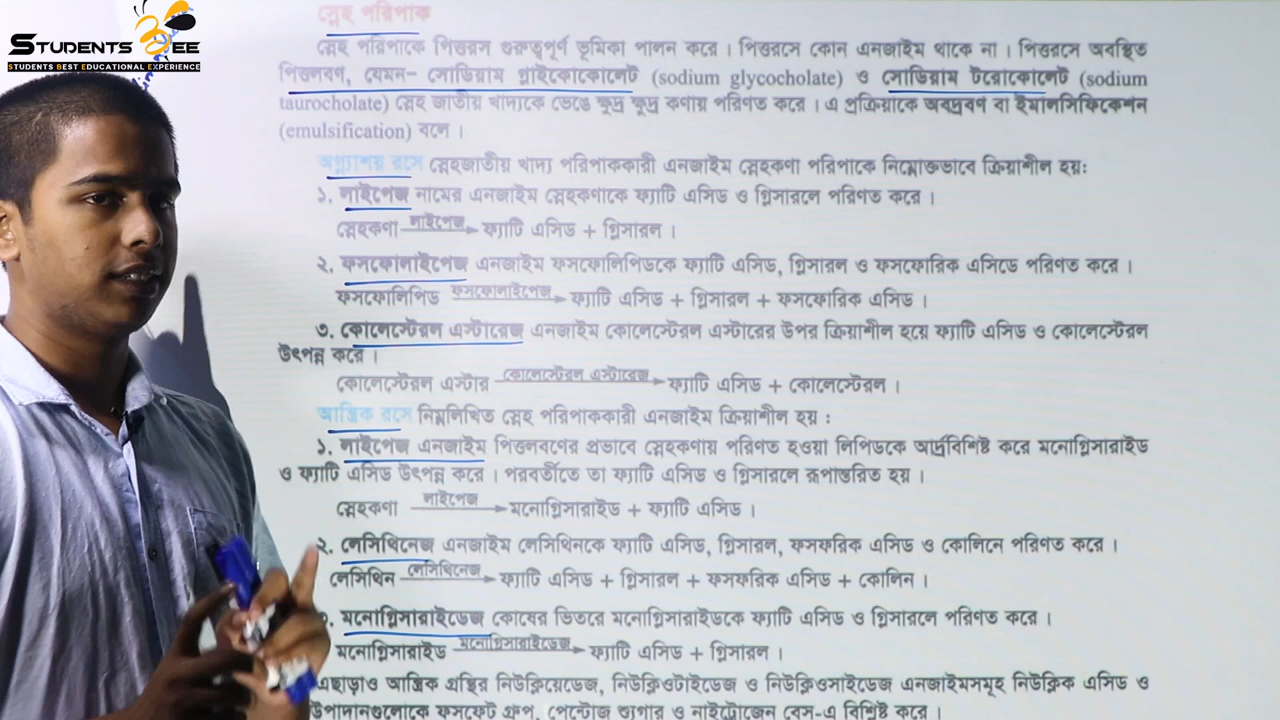 STUDENTS BEE
STUDENTS BEST EDUCATIONAL EXPERIENCE
স্নেহ পরিপাক
স্নেহ পরিপাকে পিত্তরস গুরুত্বপূর্ণ ভূমিকা পালন করে । পিত্তরসে কোন এনজাইম থাকে না । পিত্তরসে অবস্থিত
পিত্তলবণ, যেমন– সোডিয়াম গ্লাইকোকোলেট (sodium glycocholate) ও সোডিয়াম টরোকোলেট (sodium
taurocholate) স্নেহ জাতীয় খাদ্যকে ভেঙে ক্ষুদ্র ক্ষুদ্র কণায় পরিণত করে । এ প্রক্রিয়াকে অবদ্রবণ বা ইমালসিফিকেশন
(emulsification) বলে ।
অগ্ন্যাশয় রসে স্নেহজাতীয় খাদ্য পরিপাককারী এনজাইম স্নেহকণা পরিপাকে নিম্নোক্তভাবে ক্রিয়াশীল হয়ঃ
১. লাইপেজ নামের এনজাইম স্নেহকণাকে ফ্যাটি এসিড ও গ্লিসারলে পরিণত করে ।
স্নেহকণা লাইপেজ→ ফ্যাটি এসিড + গ্লিসারল ।
২. ফসফোলাইপেজ এনজাইম ফসফোলিপিডকে ফ্যাটি এসিড, গ্লিসারল ও ফসফোরিক এসিডে পরিণত করে ।
ফসফোলিপিড ফসফোলাইপেজ→ ফ্যাটি এসিড + গ্লিসারল + ফসফোরিক এসিড ।
৩. কোলেস্টেরল এস্টারেজ এনজাইম কোলেস্টেরল এস্টারের উপর ক্রিয়াশীল হয়ে ফ্যাটি এসিড ও কোলেস্টেরল
উৎপন্ন করে ।
কোলেস্টেরল এস্টার কোলেস্টেরল এস্টারেজ→ ফ্যাটি এসিড + কোলেস্টেরল ।
আন্ত্রিক রসে নিম্নলিখিত স্নেহ পরিপাককারী এনজাইম ক্রিয়াশীল হয় :
১. লাইপেজ এনজাইম পিত্তলবণের প্রভাবে স্নেহকণায় পরিণত হওয়া লিপিডকে আর্দ্রবিশিষ্ট করে মনোগ্লিসারাইড
ও ফ্যাটি এসিড উৎপন্ন করে । পরবর্তীতে তা ফ্যাটি এসিড ও গ্লিসারলে রূপান্তরিত হয় ।
স্নেহকণা লাইপেজ→ মনোগ্লিসারাইড + ফ্যাটি এসিড ।
২. লেসিথিনেজ এনজাইম লেসিথিনকে ফ্যাটি এসিড, গ্লিসারল, ফসফরিক এসিড ও কোলিনে পরিণত করে ।
লেসিথিন লেসিথিনেজ→ ফ্যাটি এসিড + গ্লিসারল + ফসফরিক এসিড + কোলিন ।
মনোগ্লিসারাইডেজ কোষের ভিতরে মনোগ্লিসারাইডকে ফ্যাটি এসিড ও গ্লিসারলে পরিণত করে ।
মনোগ্লিসারাইড মনোগ্লিসারাইডেজ→ ফ্যাটি এসিড + গ্লিসারল ।
এছাড়াও আন্ত্রিক গ্রন্থির নিউক্লিয়েডেজ, নিউক্লিওটাইডেজ ও নিউক্লিওসাইডেজ এনজাইমসমূহ নিউক্লিক এসিড ও
উপাদানগুলোকে ফসফেট গ্রুপ, পেন্টোজ শ্যুগার ও নাইট্রোজেন বেস-এ বিশ্লিষ্ট করে ।